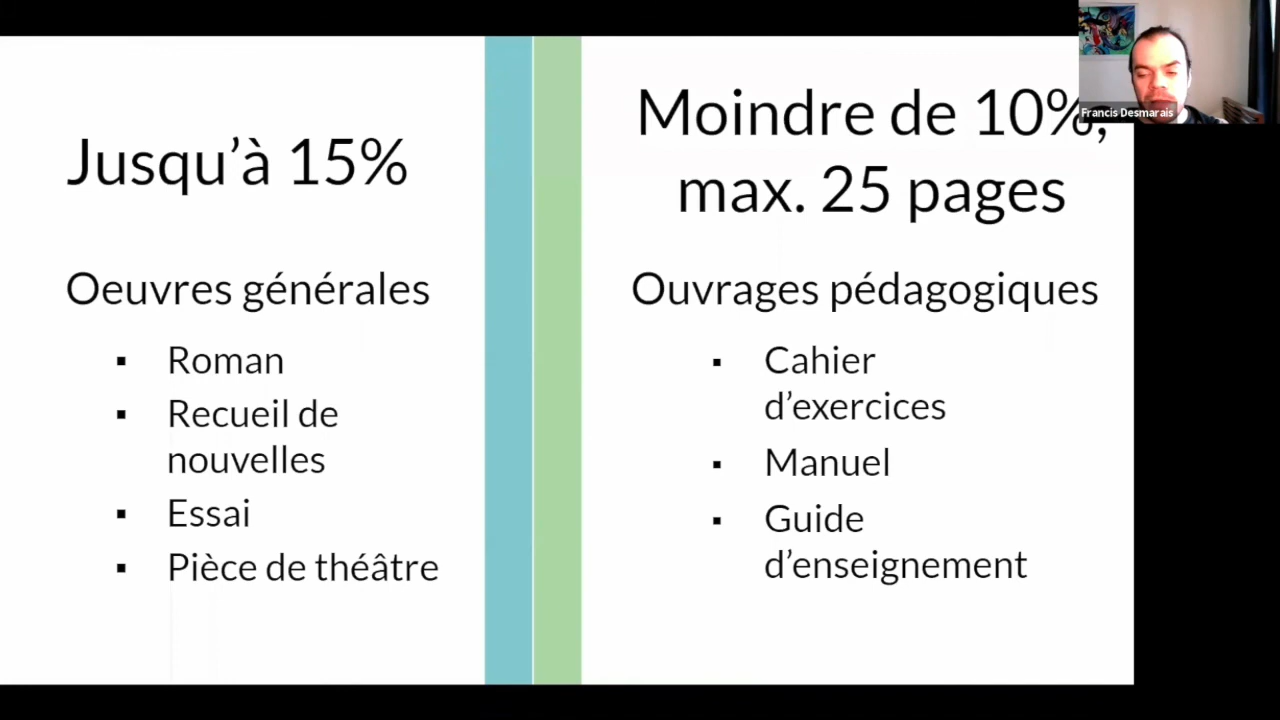 Jusqu'à 15%
Oeuvres générales
▪ Roman
▪ Recueil de
nouvelles
▪ Essai
▪ Pièce de théâtre
Moindre de 10%,
max. 25 pages
Ouvrages pédagogiques
▪ Cahier
d'exercices
▪ Manuel
▪ Guide
d'enseignement
Francis Desmarais